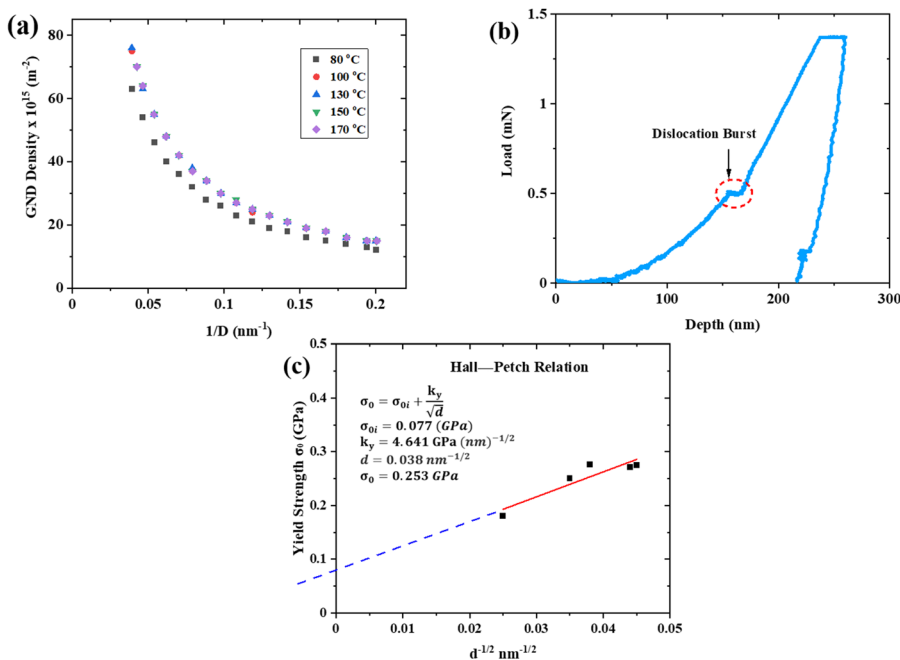 (a)
80
60
40
20
0
GND Density x 10¹⁵ (m⁻²)
80 °C
100 °C
130 °C
150 °C
170 °C
0
0.05
0.1
0.15
0.2
1/D (nm⁻¹)
(b)
1.5
1
0.5
0
Load (mN)
Dislocation Burst
0
100
200
300
Depth (nm)
(c)
0.5
0.4
0.3
0.2
0.1
0
Yield Strength σ₀ (GPa)
Hall—Petch Relation
σ₀ = σ₀ᵢ + k_y/√d
σ₀ᵢ = 0.077 (GPa)
k_y = 4.641 GPa (nm)⁻¹/²
d = 0.038 nm⁻¹/²
σ₀ = 0.253 GPa
0
0.01
0.02
0.03
0.04
0.05
d⁻¹/² nm⁻¹/²